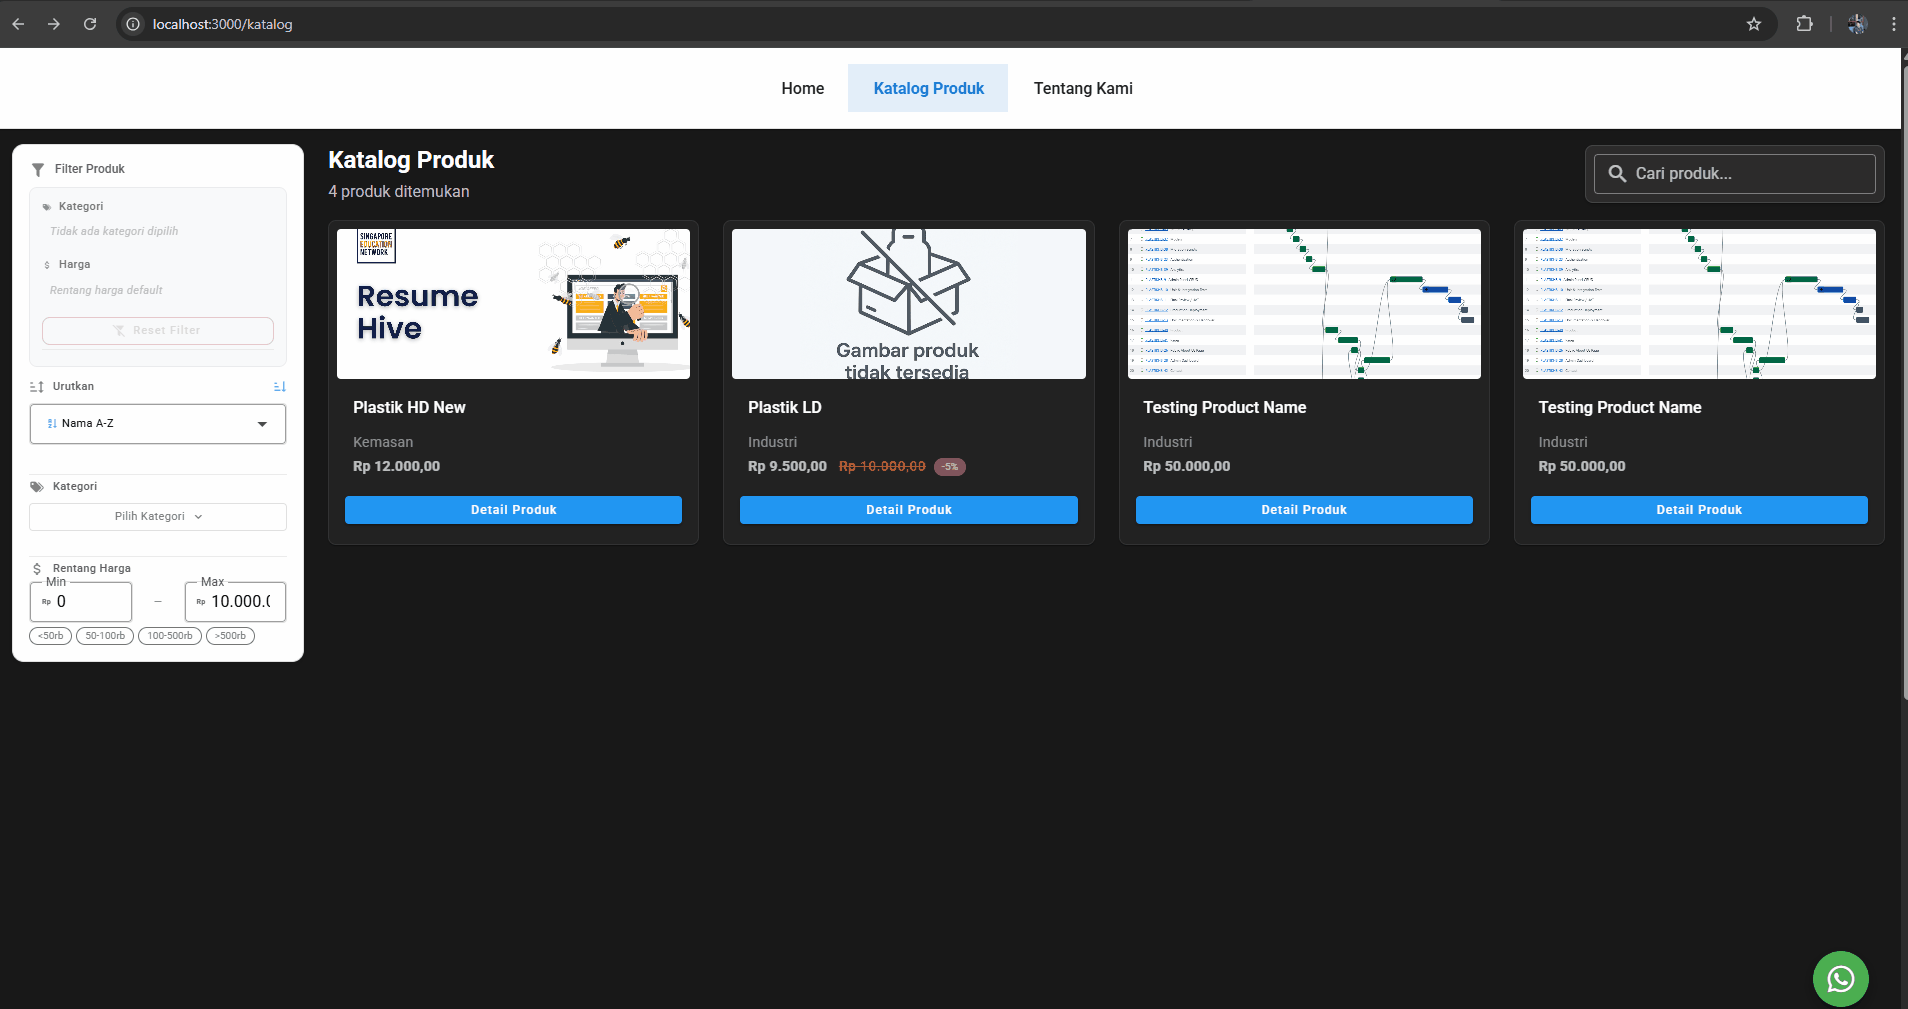 localhost:3000/katalog
Home
Katalog Produk
Tentang Kami
Filter Produk
Kategori
Tidak ada kategori dipilih
Harga
Rentang harga default
Reset Filter
Urutkan
Nama A-Z
Kategori
Pilih Kategori
Rentang Harga
Min
Rp 0
–
Max
Rp 10.000.0
<50rb
50-100rb
100-500rb
>500rb
Katalog Produk
4 produk ditemukan
Cari produk...
SINGAPORE
EDUCATION
NETWORK
Resume
Hive
Plastik HD New
Kemasan
Rp 12.000,00
Detail Produk
Gambar produk
tidak tersedia
Plastik LD
Industri
Rp 9.500,00 Rp 10.000,00 -5%
Detail Produk
Testing Product Name
Industri
Rp 50.000,00
Detail Produk
Testing Product Name
Industri
Rp 50.000,00
Detail Produk